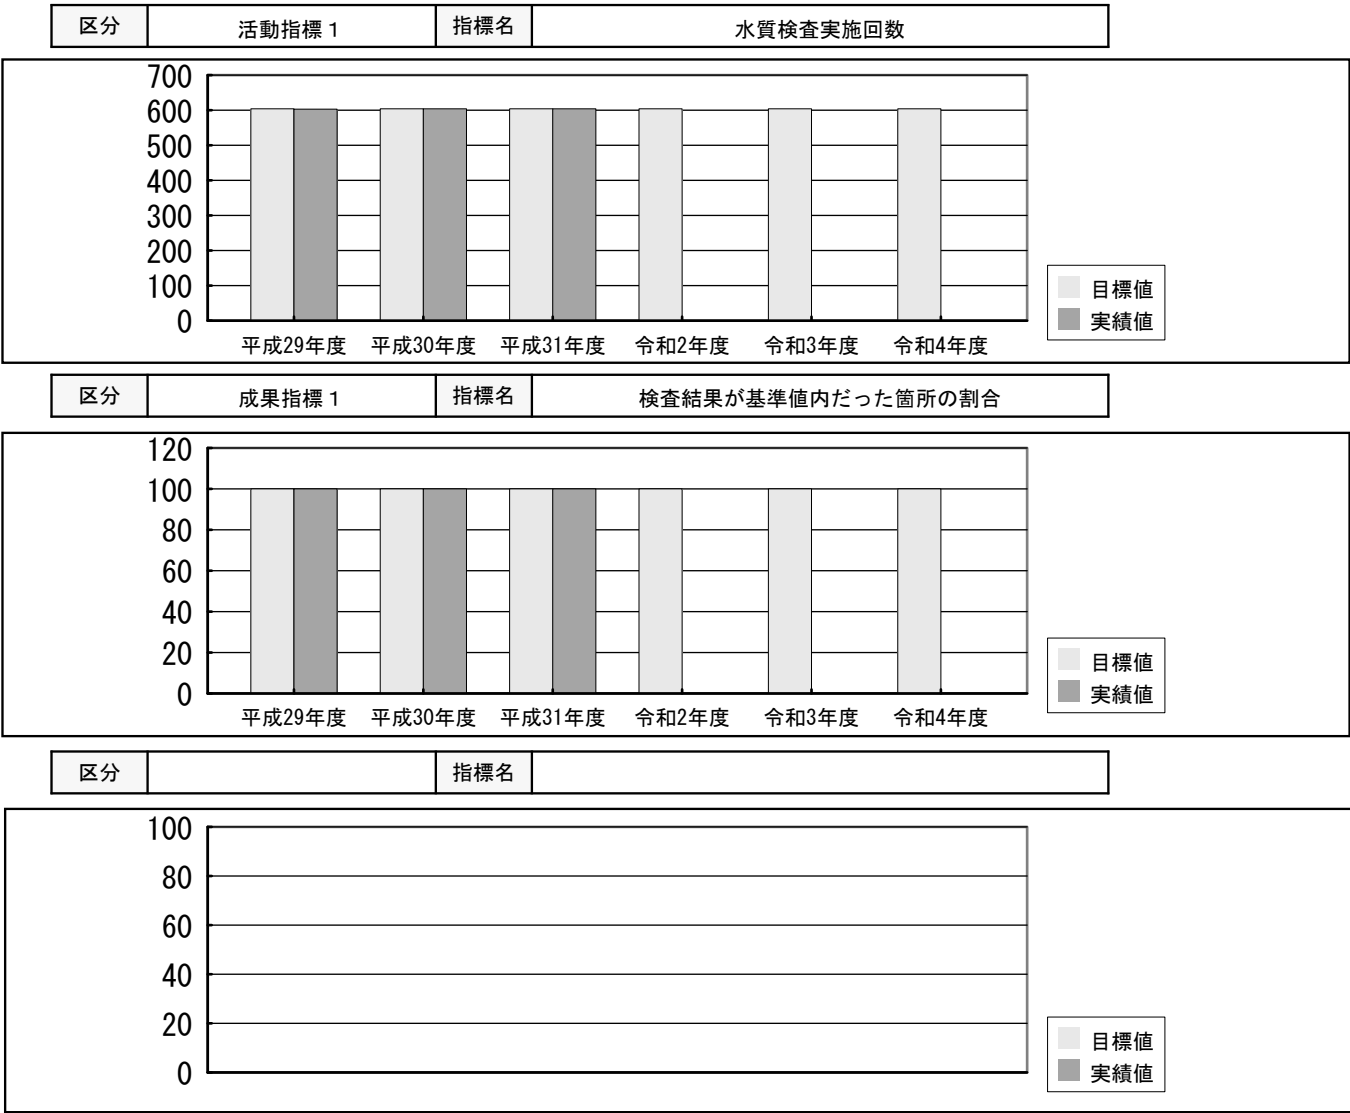 区分 活動指標１ 指標名 水質検査実施回数
700
600
500
400
300
200
100
0
平成29年度 平成30年度 平成31年度 令和2年度 令和3年度 令和4年度
目標値
実績値
区分 成果指標１ 指標名 検査結果が基準値内だった箇所の割合
120
100
80
60
40
20
0
平成29年度 平成30年度 平成31年度 令和2年度 令和3年度 令和4年度
目標値
実績値
区分 指標名
100
80
60
40
20
0
目標値
実績値